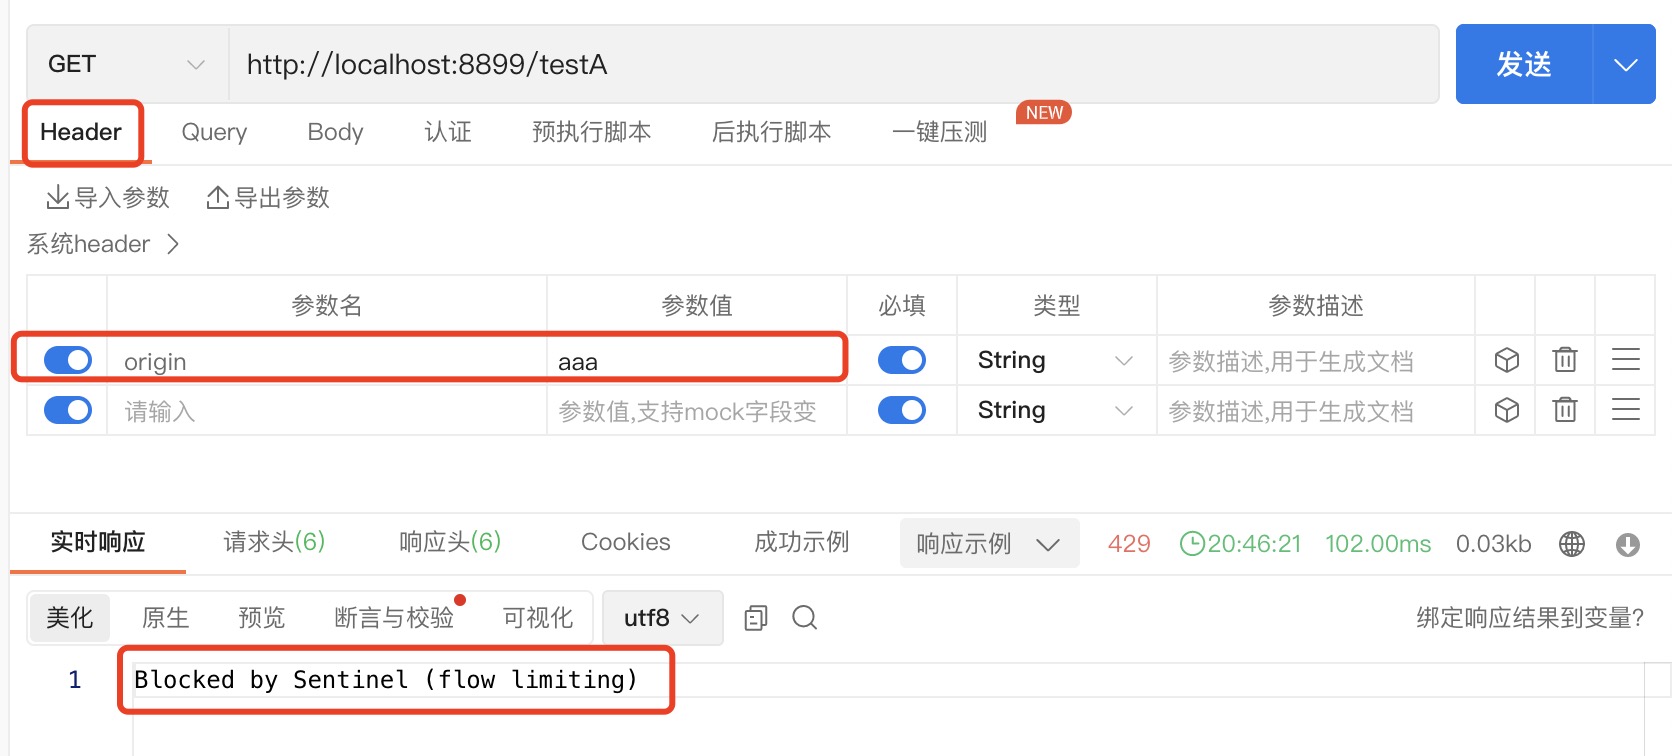 GET http://localhost:8899/testA 发送
Header Query Body 认证 预执行脚本 后执行脚本 一键压测 NEW
导入参数 导出参数
系统header
参数名 参数值 必填 类型 参数描述
origin aaa String 参数描述,用于生成文档
请输入 参数值,支持mock字段变 String 参数描述,用于生成文档
实时响应 请求头(6) 响应头(6) Cookies 成功示例 响应示例 429 20:46:21 102.00ms 0.03kb
美化 原生 预览 断言与校验 可视化 utf8 绑定响应结果到变量?
1 Blocked by Sentinel (flow limiting)